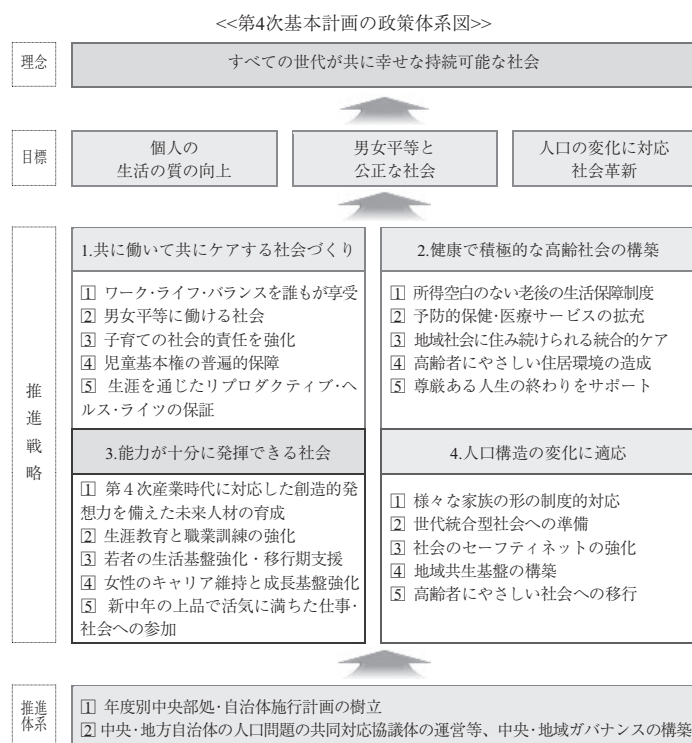 <<第4次基本計画の政策体系図>>
理念
すべての世代が共に幸せな持続可能な社会
目標
個人の
生活の質の向上
男女平等と
公正な社会
人口の変化に対応
社会革新
推
進
戦
略
1.共に働いて共にケアする社会づくり
1 ワーク·ライフ·バランスを誰もが享受
2 男女平等に働ける社会
3 子育ての社会的責任を強化
4 児童基本権の普遍的保障
5 生涯を通じたリプロダクティブ·ヘ
ルス·ライツの保証
2.健康で積極的な高齢社会の構築
1 所得空白のない老後の生活保障制度
2 予防的保健·医療サービスの拡充
3 地域社会に住み続けられる統合的ケア
4 高齢者にやさしい住居環境の造成
5 尊厳ある人生の終わりをサポート
3.能力が十分に発揮できる社会
1 第４次産業時代に対応した創造的発
想力を備えた未来人材の育成
2 生涯教育と職業訓練の強化
3 若者の生活基盤強化・移行期支援
4 女性のキャリア維持と成長基盤強化
5 新中年の上品で活気に満ちた仕事·
社会への参加
4.人口構造の変化に適応
1 様々な家族の形の制度的対応
2 世代統合型社会への準備
3 社会のセーフティネットの強化
4 地域共生基盤の構築
5 高齢者にやさしい社会への移行
推進
体系
1 年度別中央部処·自治体施行計画の樹立
2 中央·地方自治体の人口問題の共同対応協議体の運営等、中央·地域ガバナンスの構築